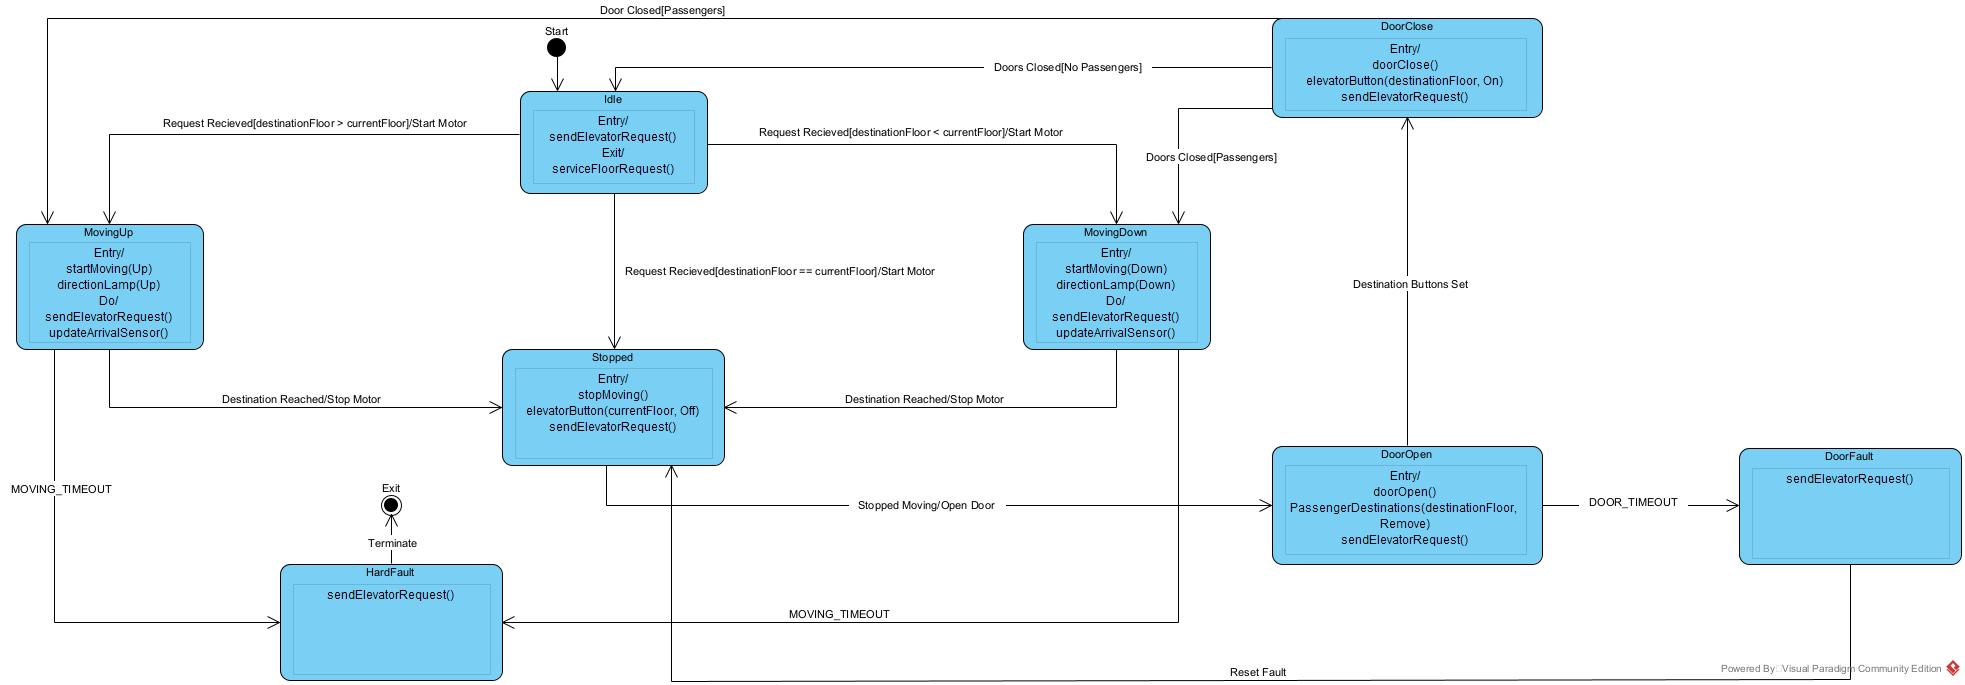 Door Closed[Passengers]
Start
DoorClose
Entry/
doorClose()
elevatorButton(destinationFloor, On)
sendElevatorRequest()
Doors Closed[No Passengers]
Idle
Entry/
sendElevatorRequest()
Exit/
serviceFloorRequest()
Request Recieved[destinationFloor > currentFloor]/Start Motor
Request Recieved[destinationFloor < currentFloor]/Start Motor
Doors Closed[Passengers]
MovingUp
Entry/
startMoving(Up)
directionLamp(Up)
Do/
sendElevatorRequest()
updateArrivalSensor()
MovingDown
Entry/
startMoving(Down)
directionLamp(Down)
Do/
sendElevatorRequest()
updateArrivalSensor()
Request Recieved[destinationFloor == currentFloor]/Start Motor
Destination Buttons Set
Stopped
Entry/
stopMoving()
elevatorButton(currentFloor, Off)
sendElevatorRequest()
Destination Reached/Stop Motor
Destination Reached/Stop Motor
DoorOpen
Entry/
doorOpen()
PassengerDestinations(destinationFloor,
Remove)
sendElevatorRequest()
DoorFault
sendElevatorRequest()
MOVING_TIMEOUT
Exit
Stopped Moving/Open Door
DOOR_TIMEOUT
Terminate
HardFault
sendElevatorRequest()
MOVING_TIMEOUT
Reset Fault
Powered By Visual Paradigm Community Edition